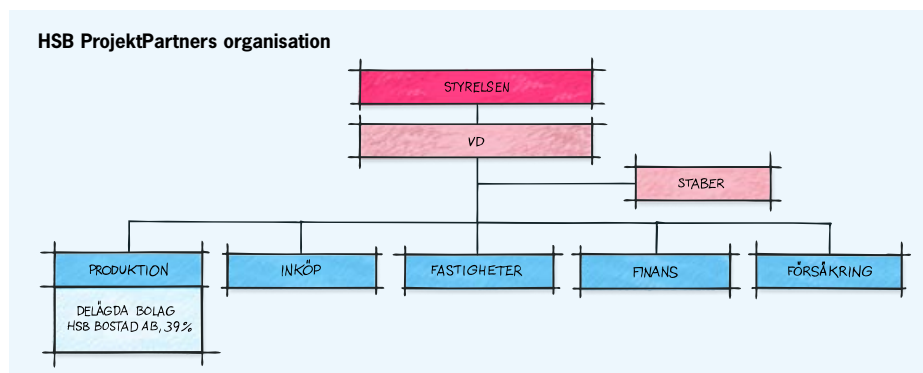 HSB ProjektPartners organisation
STYRELSEN
VD
STABER
PRODUKTION
INKÖP
FASTIGHETER
FINANS
FÖRSÄKRING
DELÄGDA BOLAG
HSB BOSTAD AB, 39%